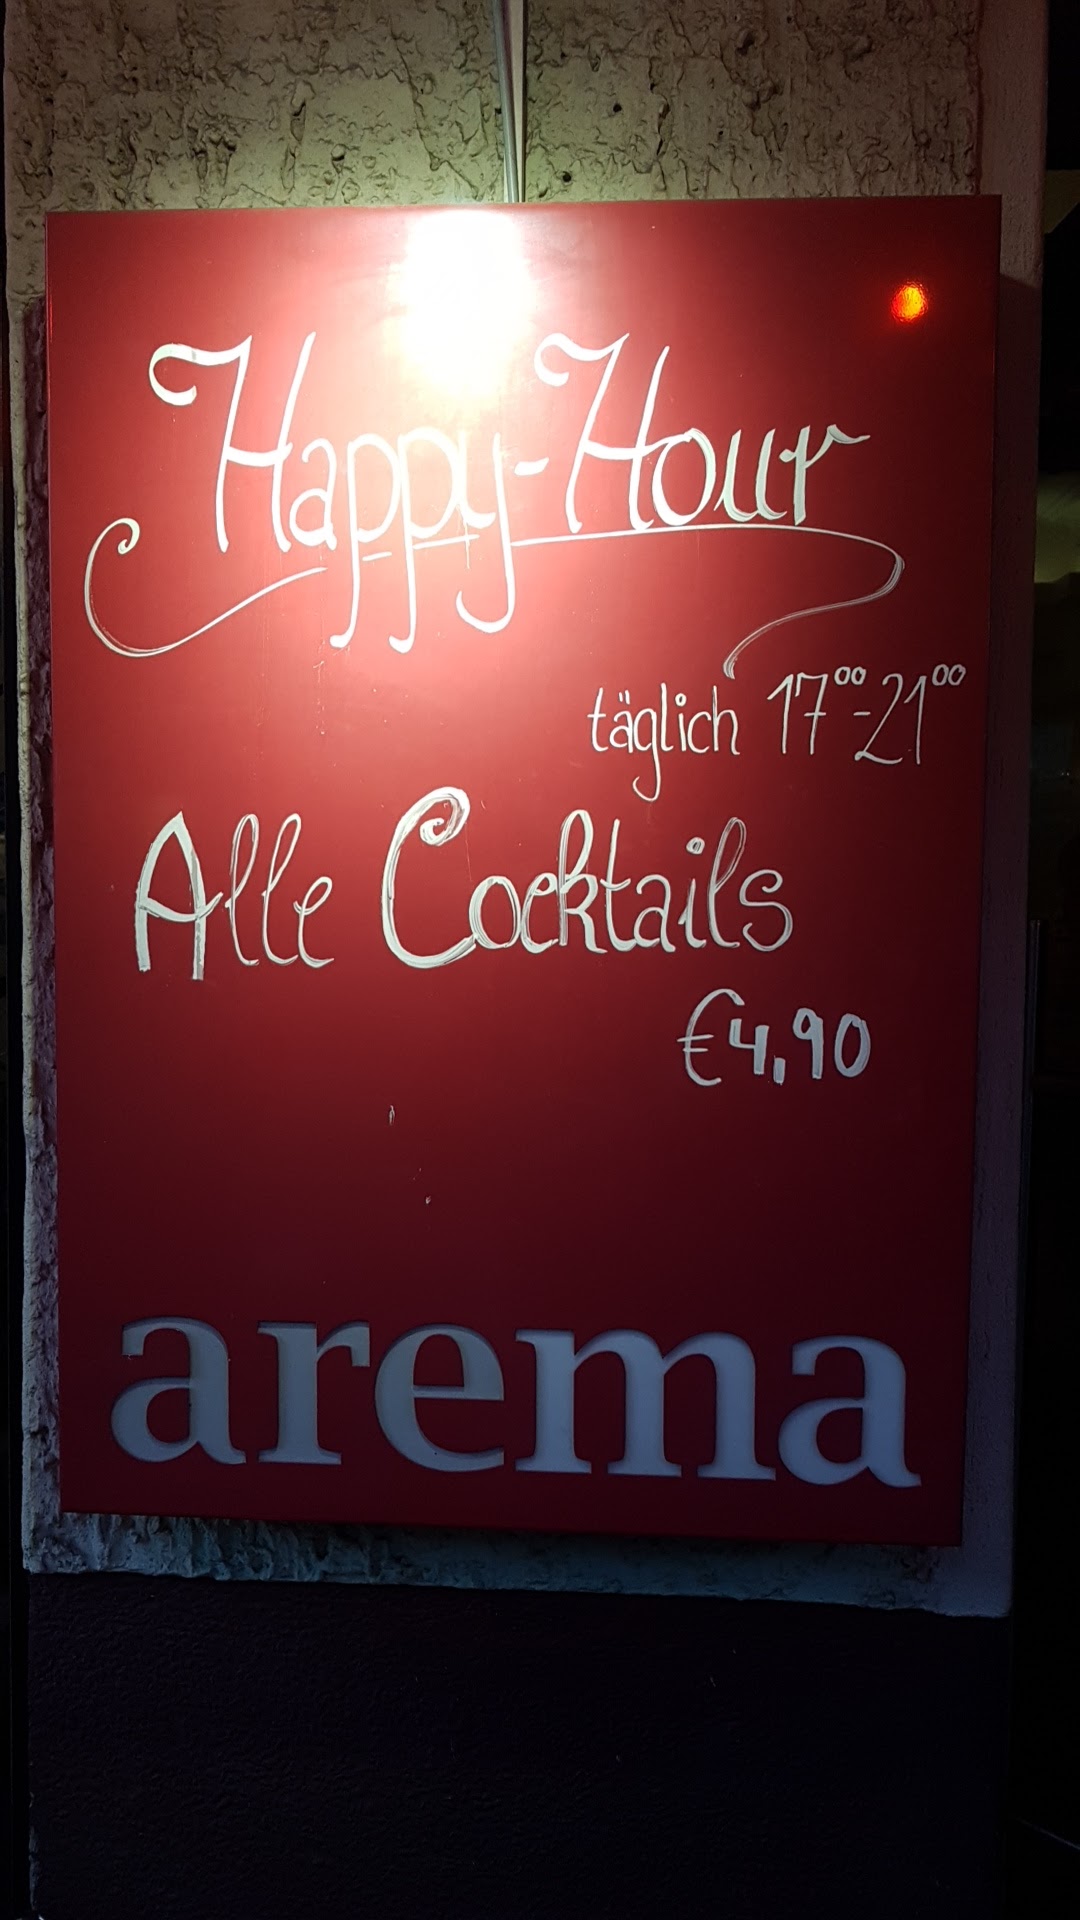 Happy-Hour
täglich 17⁰⁰-21⁰⁰
Alle Cocktails
€4,90
arema